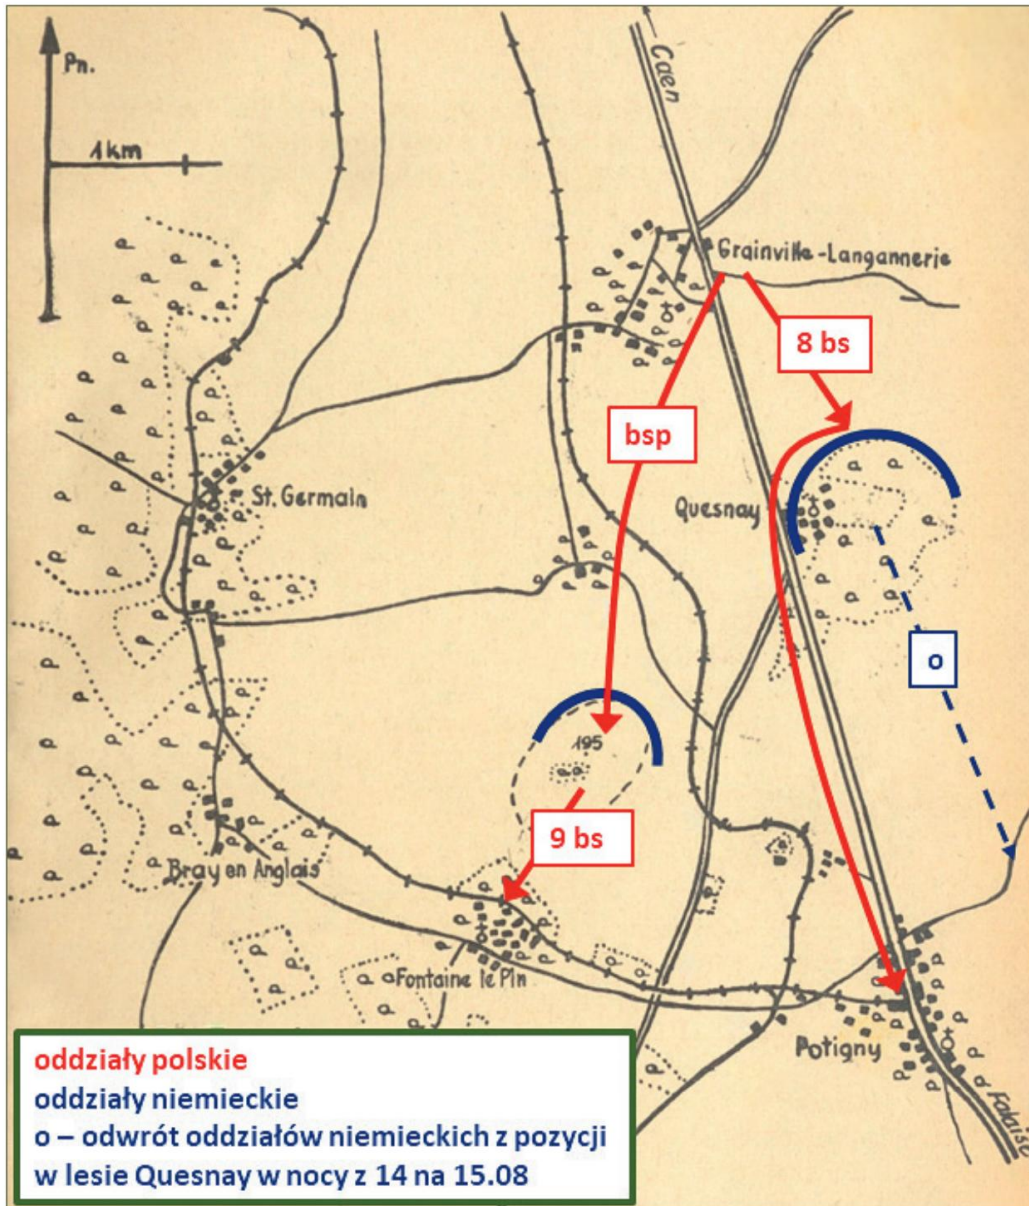 Pn.
1km
Caen
Grainville-Langannerie
8 bs
bsp
St. Germain
Quesnay
o
195
9 bs
Bray en Anglais
Fontaine le Pin
Potigny
Falaise
oddziały polskie
oddziały niemieckie
o – odwrót oddziałów niemieckich z pozycji
w lesie Quesnay w nocy z 14 na 15.08